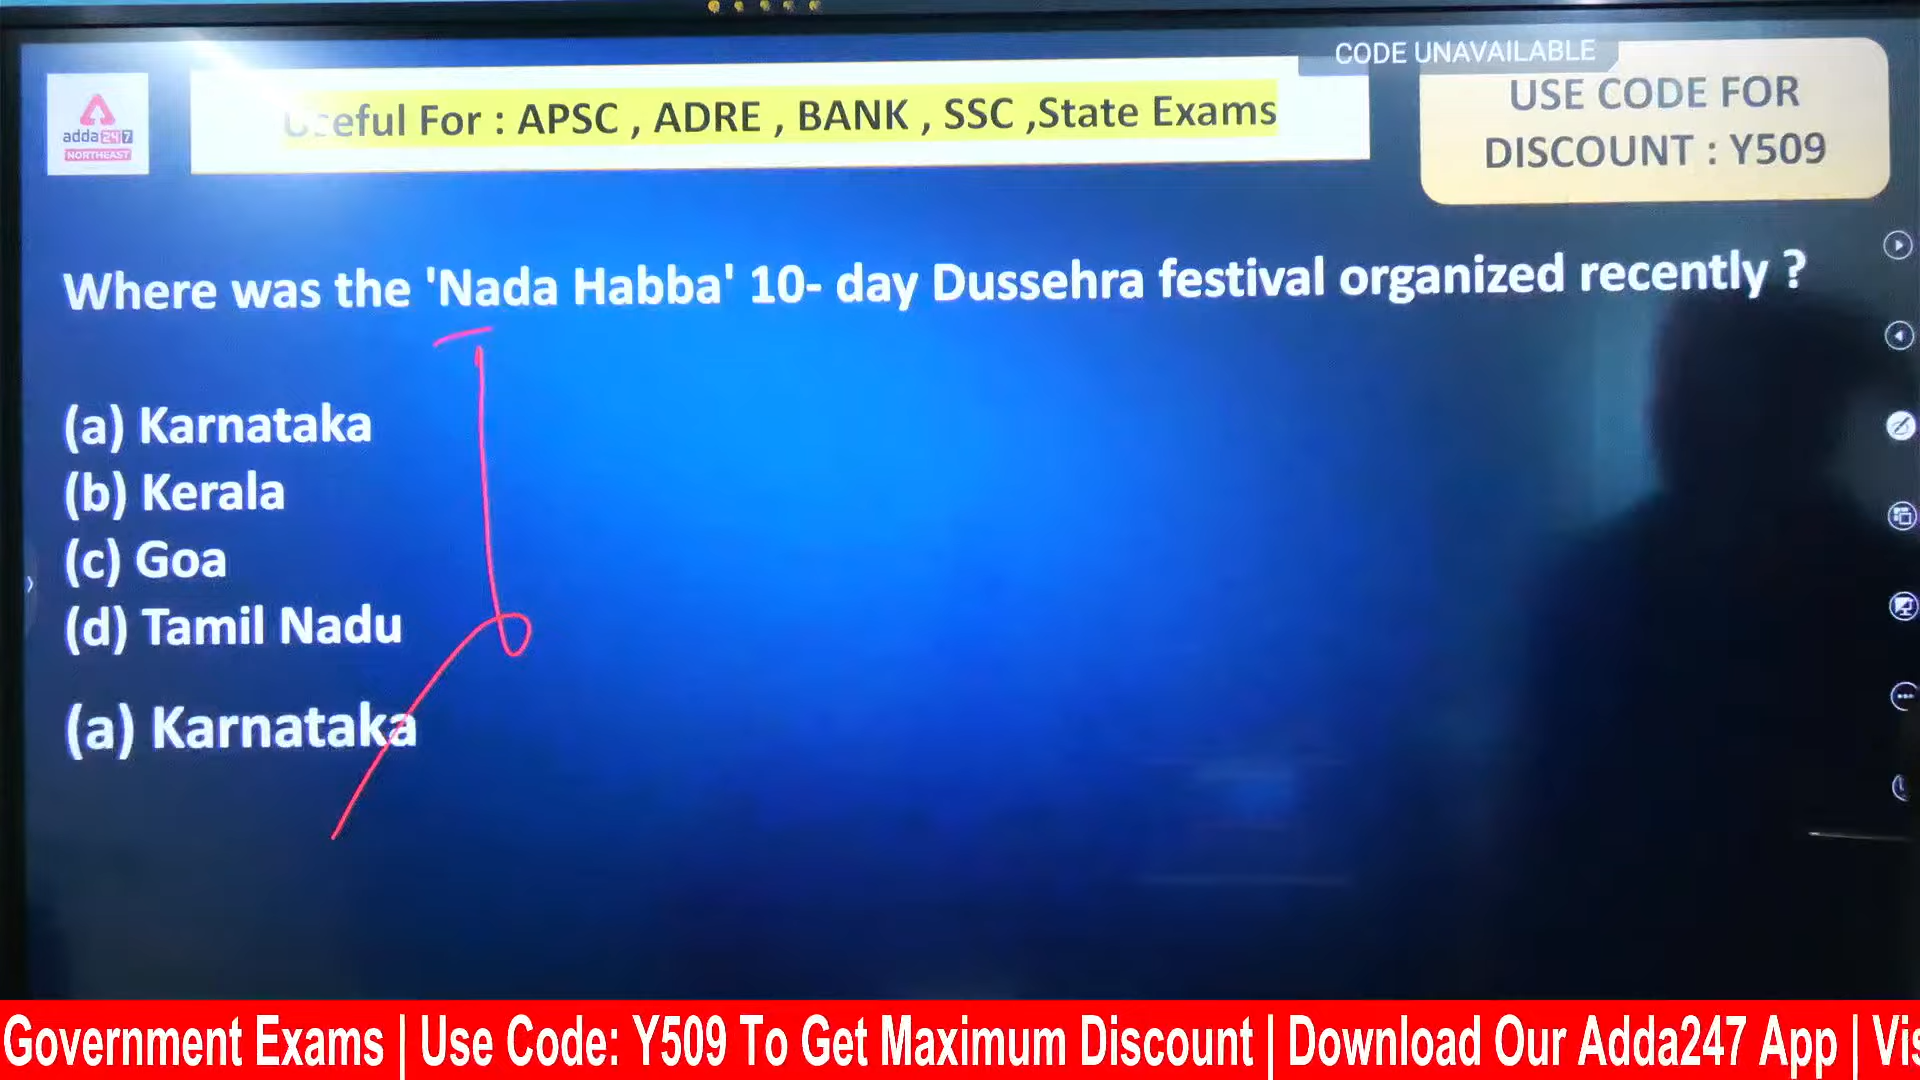 CODE UNAVAILABLE
adda247
NORTHEAST
Useful For : APSC , ADRE , BANK , SSC ,State Exams
USE CODE FOR
DISCOUNT : Y509
Where was the 'Nada Habba' 10- day Dussehra festival organized recently ?
(a) Karnataka
(b) Kerala
(c) Goa
(d) Tamil Nadu
(a) Karnataka
Government Exams | Use Code: Y509 To Get Maximum Discount | Download Our Adda247 App | Vis